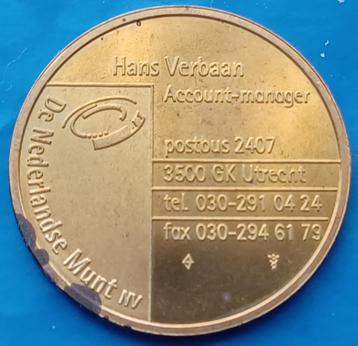 Hans Verbaan
Account-manager
postbus 2407
3500 GK Utrecht
tel. 030-291 04 24
fax 030-294 61 79
De Nederlandse Munt NV